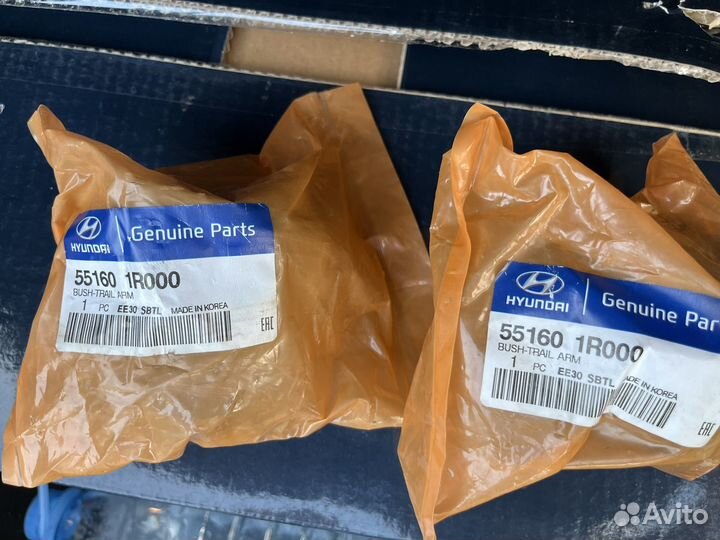 HYUNDAI
Genuine Parts
55160 1R000
BUSH-TRAIL ARM
1 PC EE30 SBTL MADE IN KOREA
EAC
HYUNDAI
Genuine Par
55160 1R000
BUSH-TRAIL ARM
1 PC EE30 SBTL MADE IN KOREA
EAC
Avito